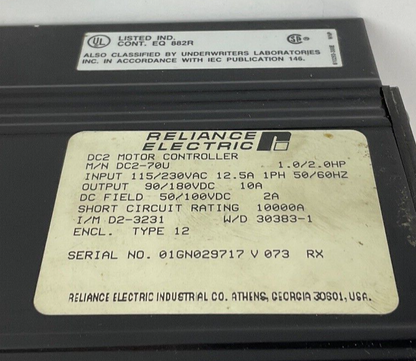 LISTED IND.
CONT. EQ 882R
ALSO CLASSIFIED BY UNDERWRITERS LABORATORIES
INC. IN ACCORDANCE WITH IEC PUBLICATION 146.
RELIANCE
ELECTRIC
DC2 MOTOR CONTROLLER
M/N DC2-70U 1.0/2.0HP
INPUT 115/230VAC 12.5A 1PH 50/60HZ
OUTPUT 90/180VDC 10A
DC FIELD 50/100VDC 2A
SHORT CIRCUIT RATING 10000A
I/M D2-3231 W/D 30383-1
ENCL. TYPE 12
SERIAL NO. 01GN029717 V 073 RX
RELIANCE ELECTRIC INDUSTRIAL CO. ATHENS, GEORGIA 30601, USA.